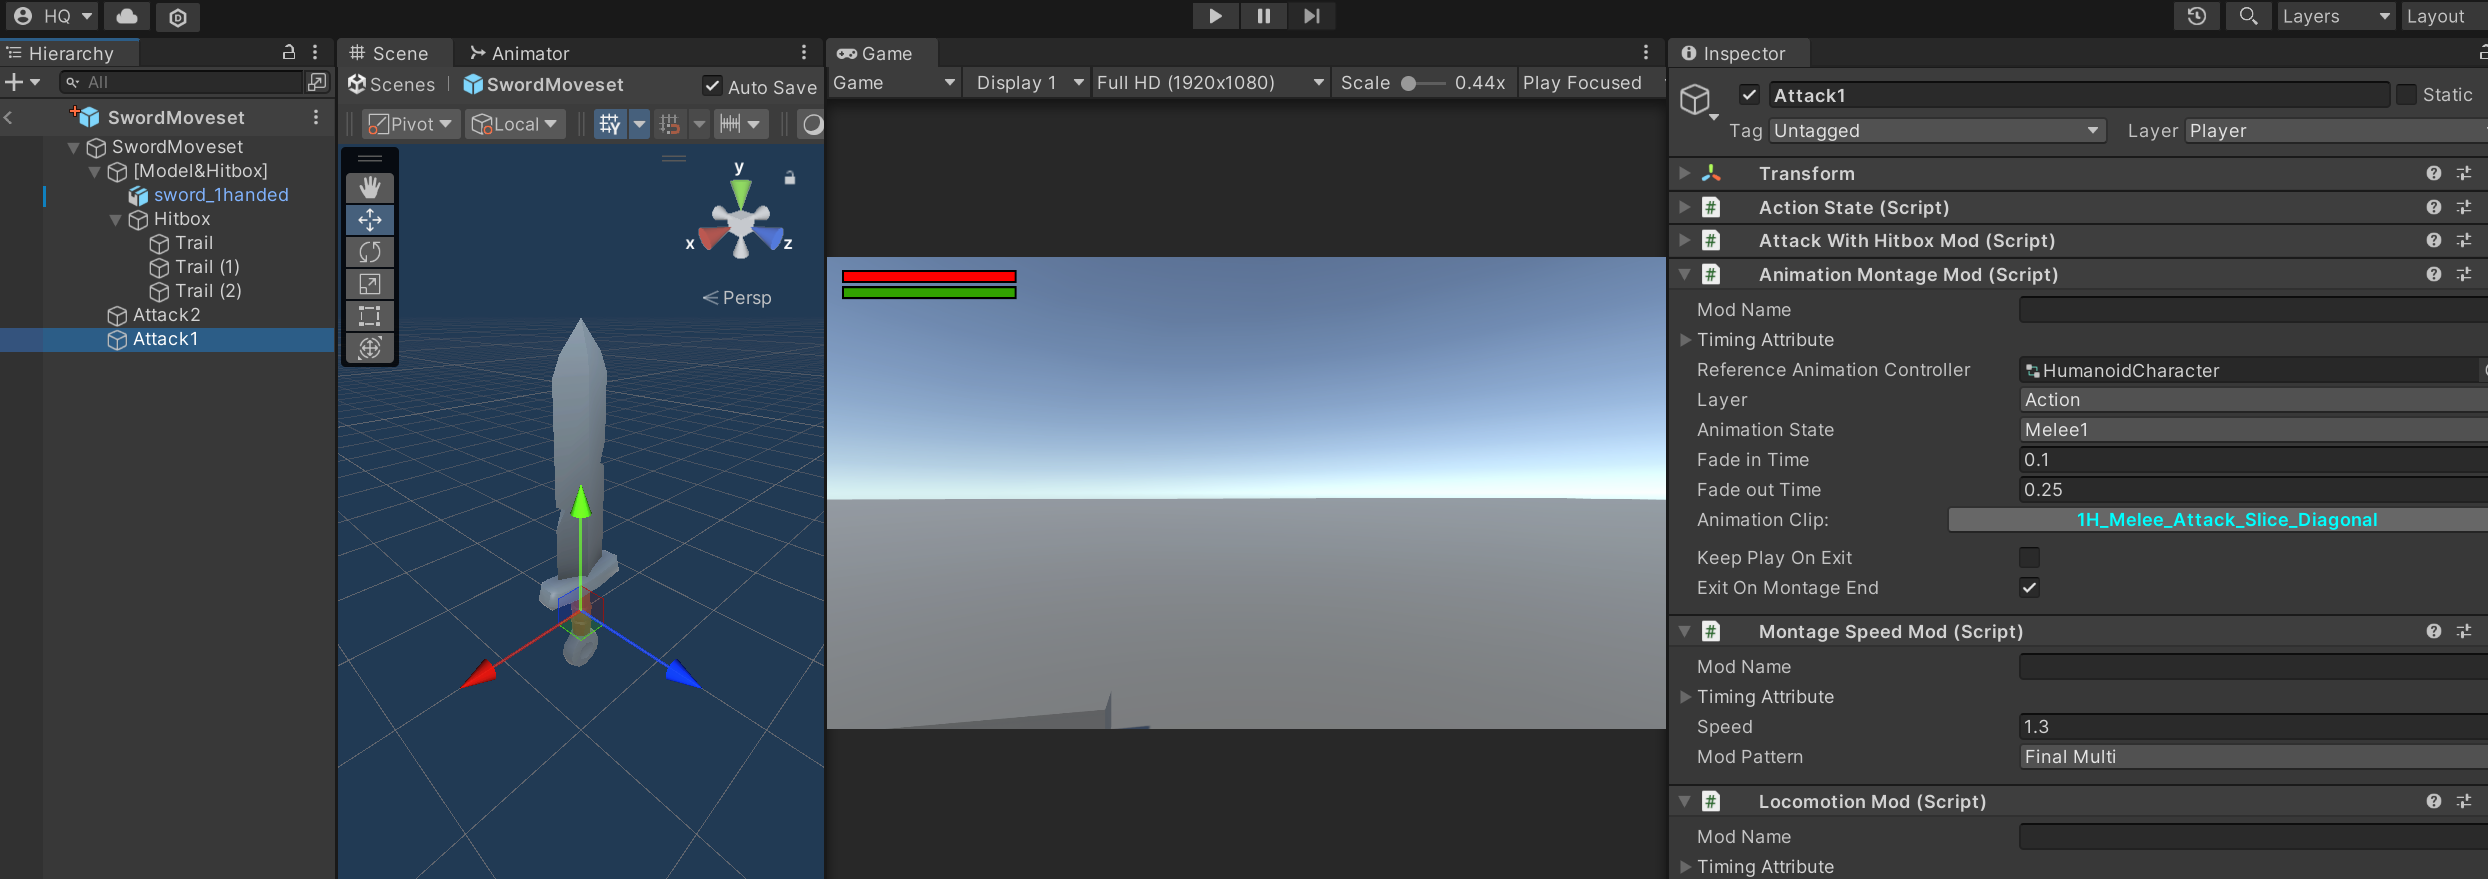 HQ
Layers
Layout
Hierarchy
All
SwordMoveset
SwordMoveset
[Model&Hitbox]
sword_1handed
Hitbox
Trail
Trail (1)
Trail (2)
Attack2
Attack1
Scene
Animator
Scenes
SwordMoveset
Auto Save
Pivot
Local
y
x
z
Persp
Game
Game
Display 1
Full HD (1920x1080)
Scale
0.44x
Play Focused
Inspector
Attack1
Static
Tag
Untagged
Layer
Player
Transform
Action State (Script)
Attack With Hitbox Mod (Script)
Animation Montage Mod (Script)
Mod Name
Timing Attribute
Reference Animation Controller
HumanoidCharacter
Layer
Action
Animation State
Melee1
Fade in Time
0.1
Fade out Time
0.25
Animation Clip:
1H_Melee_Attack_Slice_Diagonal
Keep Play On Exit
Exit On Montage End
Montage Speed Mod (Script)
Mod Name
Timing Attribute
Speed
1.3
Mod Pattern
Final Multi
Locomotion Mod (Script)
Mod Name
Timing Attribute